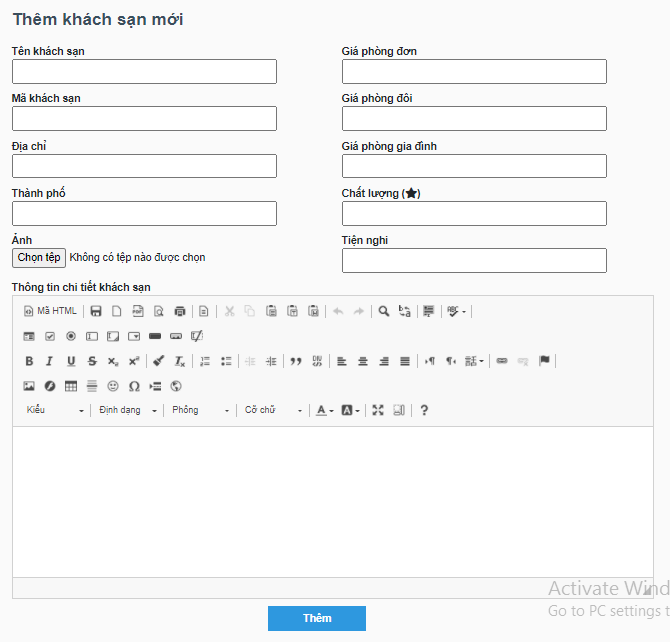 Thêm khách sạn mới
Tên khách sạn
Giá phòng đơn
Mã khách sạn
Giá phòng đôi
Địa chỉ
Giá phòng gia đình
Thành phố
Chất lượng (★)
Ảnh
Chọn tệp Không có tệp nào được chọn
Tiện nghi
Thông tin chi tiết khách sạn
Mã HTML
Kiểu Định dạng Phông Cỡ chữ
Activate Wind
Go to PC settings t
Thêm